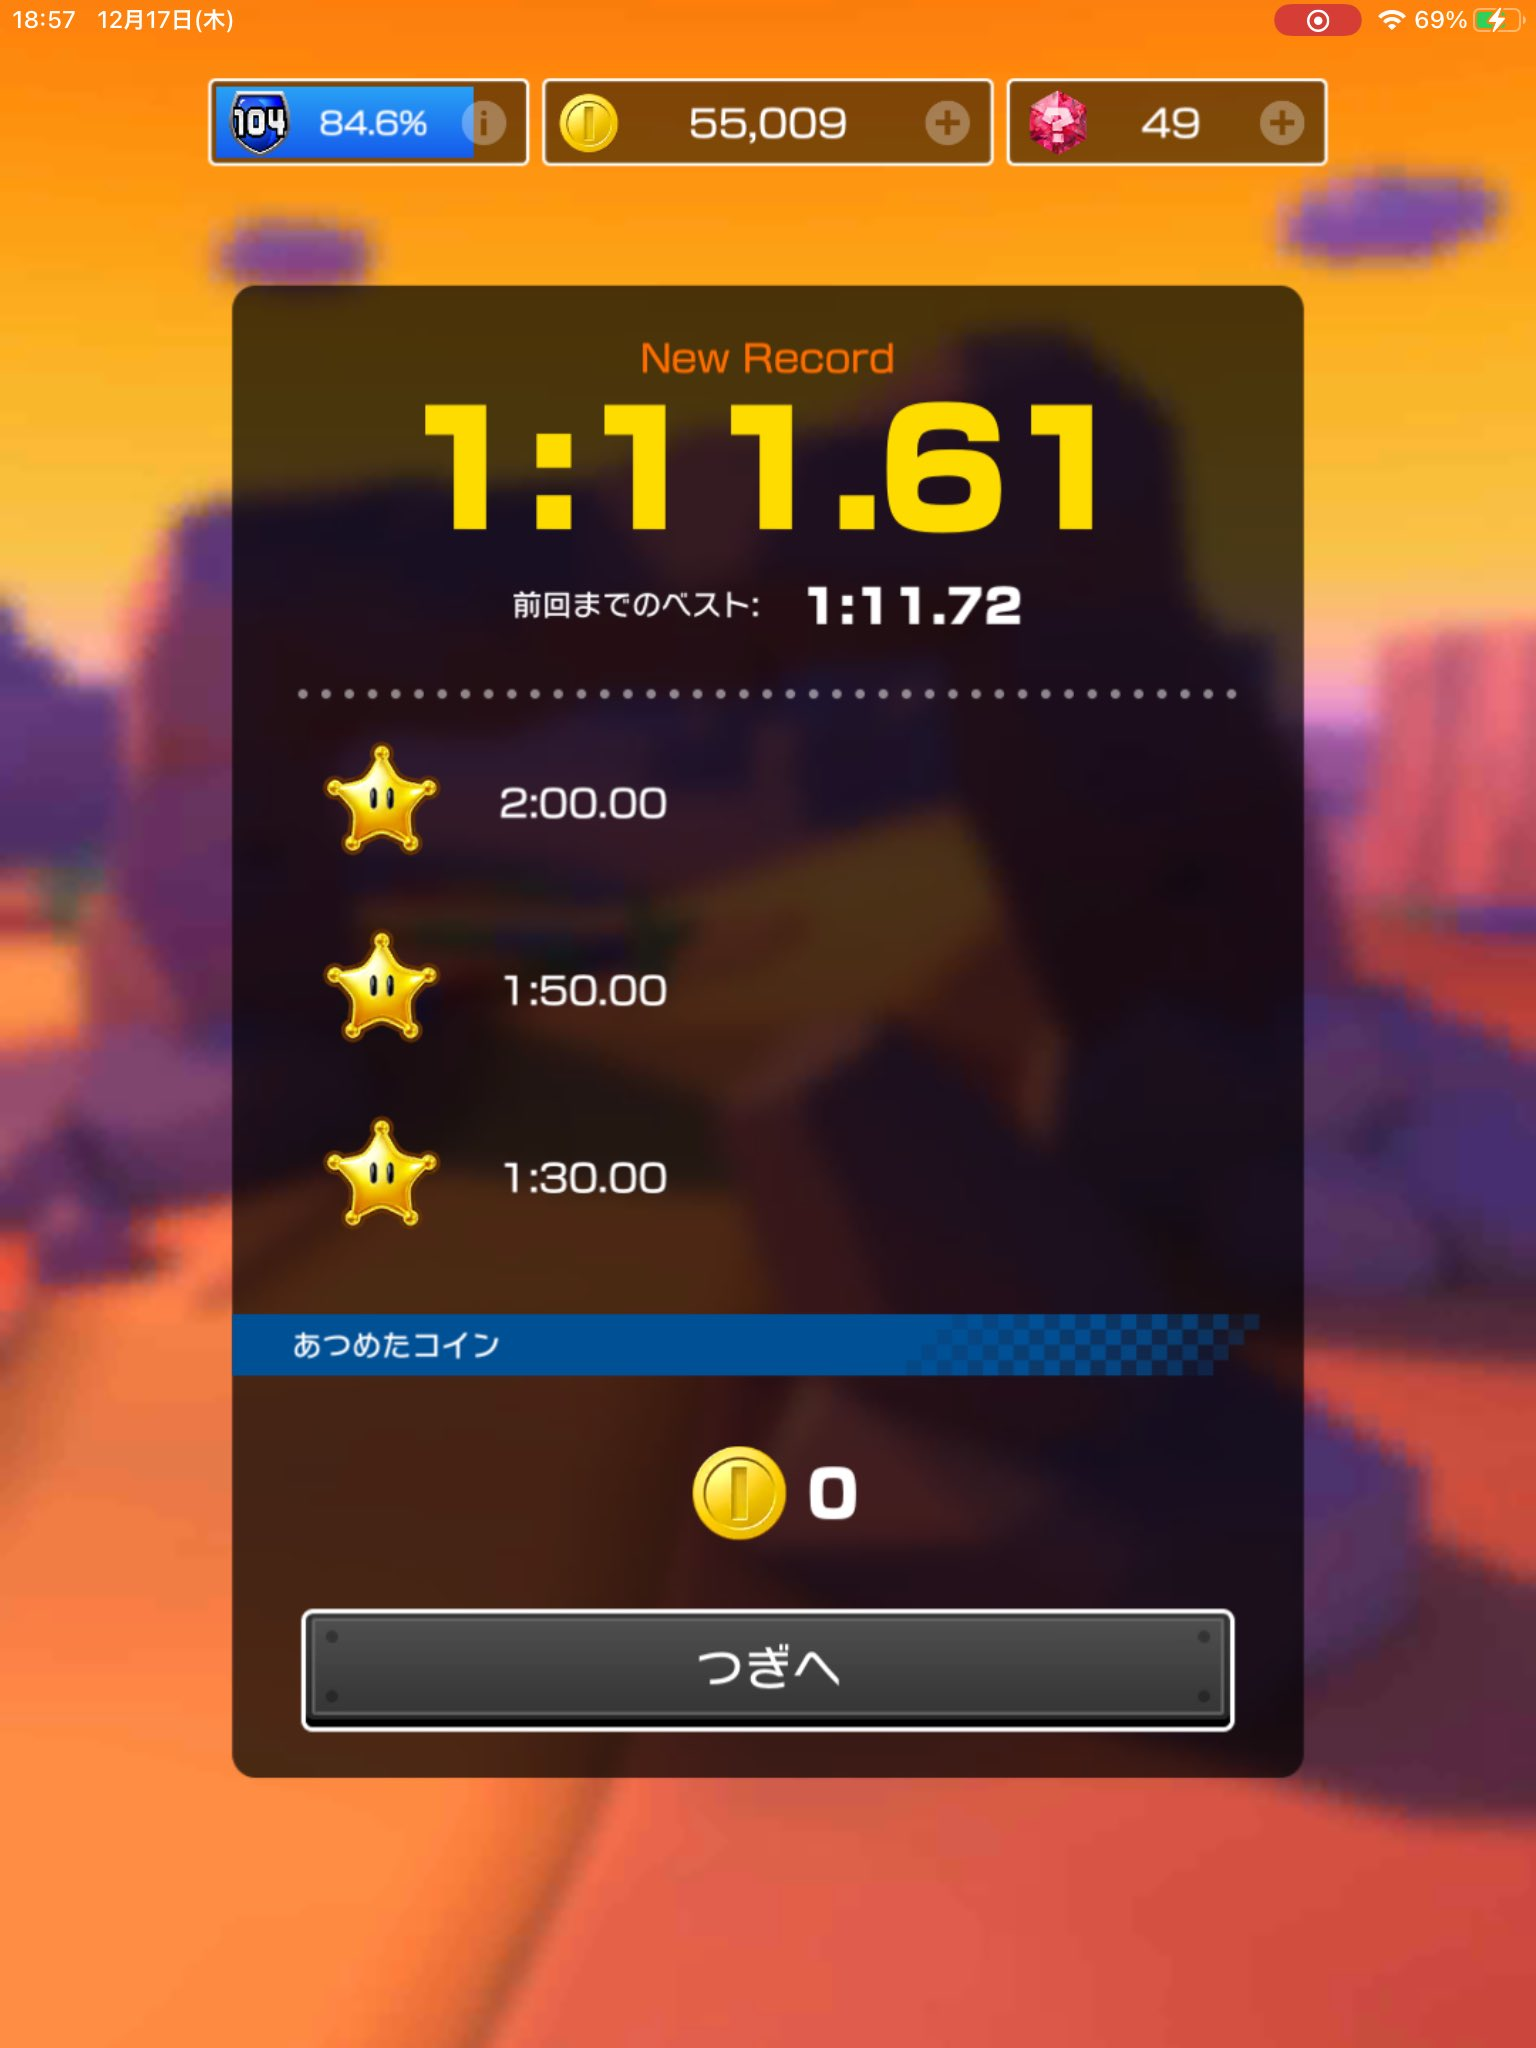 18:57 12月17日(木) 69%
104 84.6% i 55,009 + ? 49 +
New Record
1:11.61
前回までのベスト: 1:11.72
2:00.00
1:50.00
1:30.00
あつめたコイン
0
つぎへ